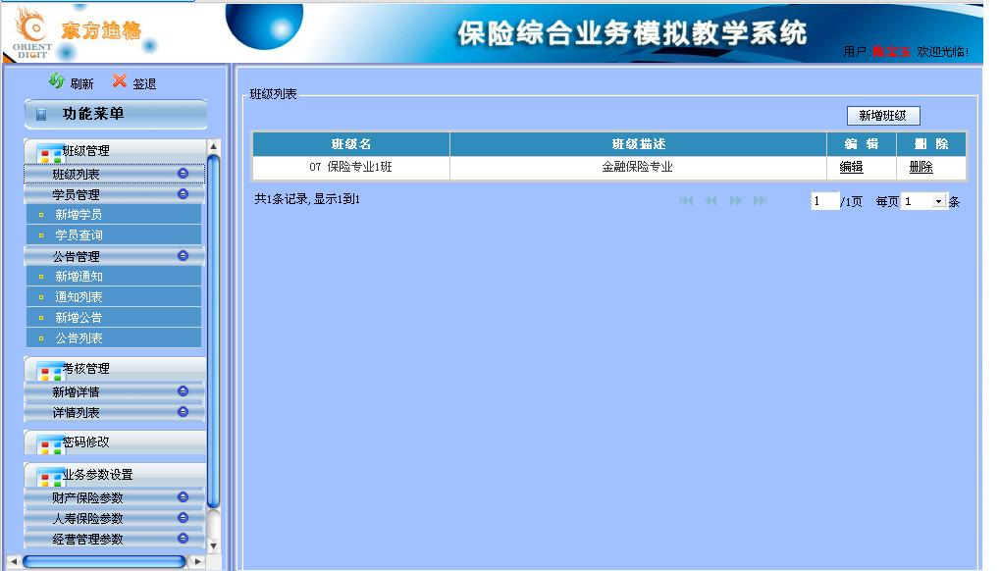 东方迪格
ORIENT
DIGIT
保险综合业务模拟教学系统
用户: 欢迎光临!
刷新 签退
功能菜单
班级管理
班级列表
学员管理
新增学员
学员查询
公告管理
新增通知
通知列表
新增公告
公告列表
考核管理
新增详情
详情列表
密码修改
业务参数设置
财产保险参数
人寿保险参数
经营管理参数
班级列表
新增班级
班级名 班级描述 编 辑 删 除
07 保险专业1班 金融保险专业 编辑 删除
共1条记录,显示1到1 1 /1页 每页 1 条